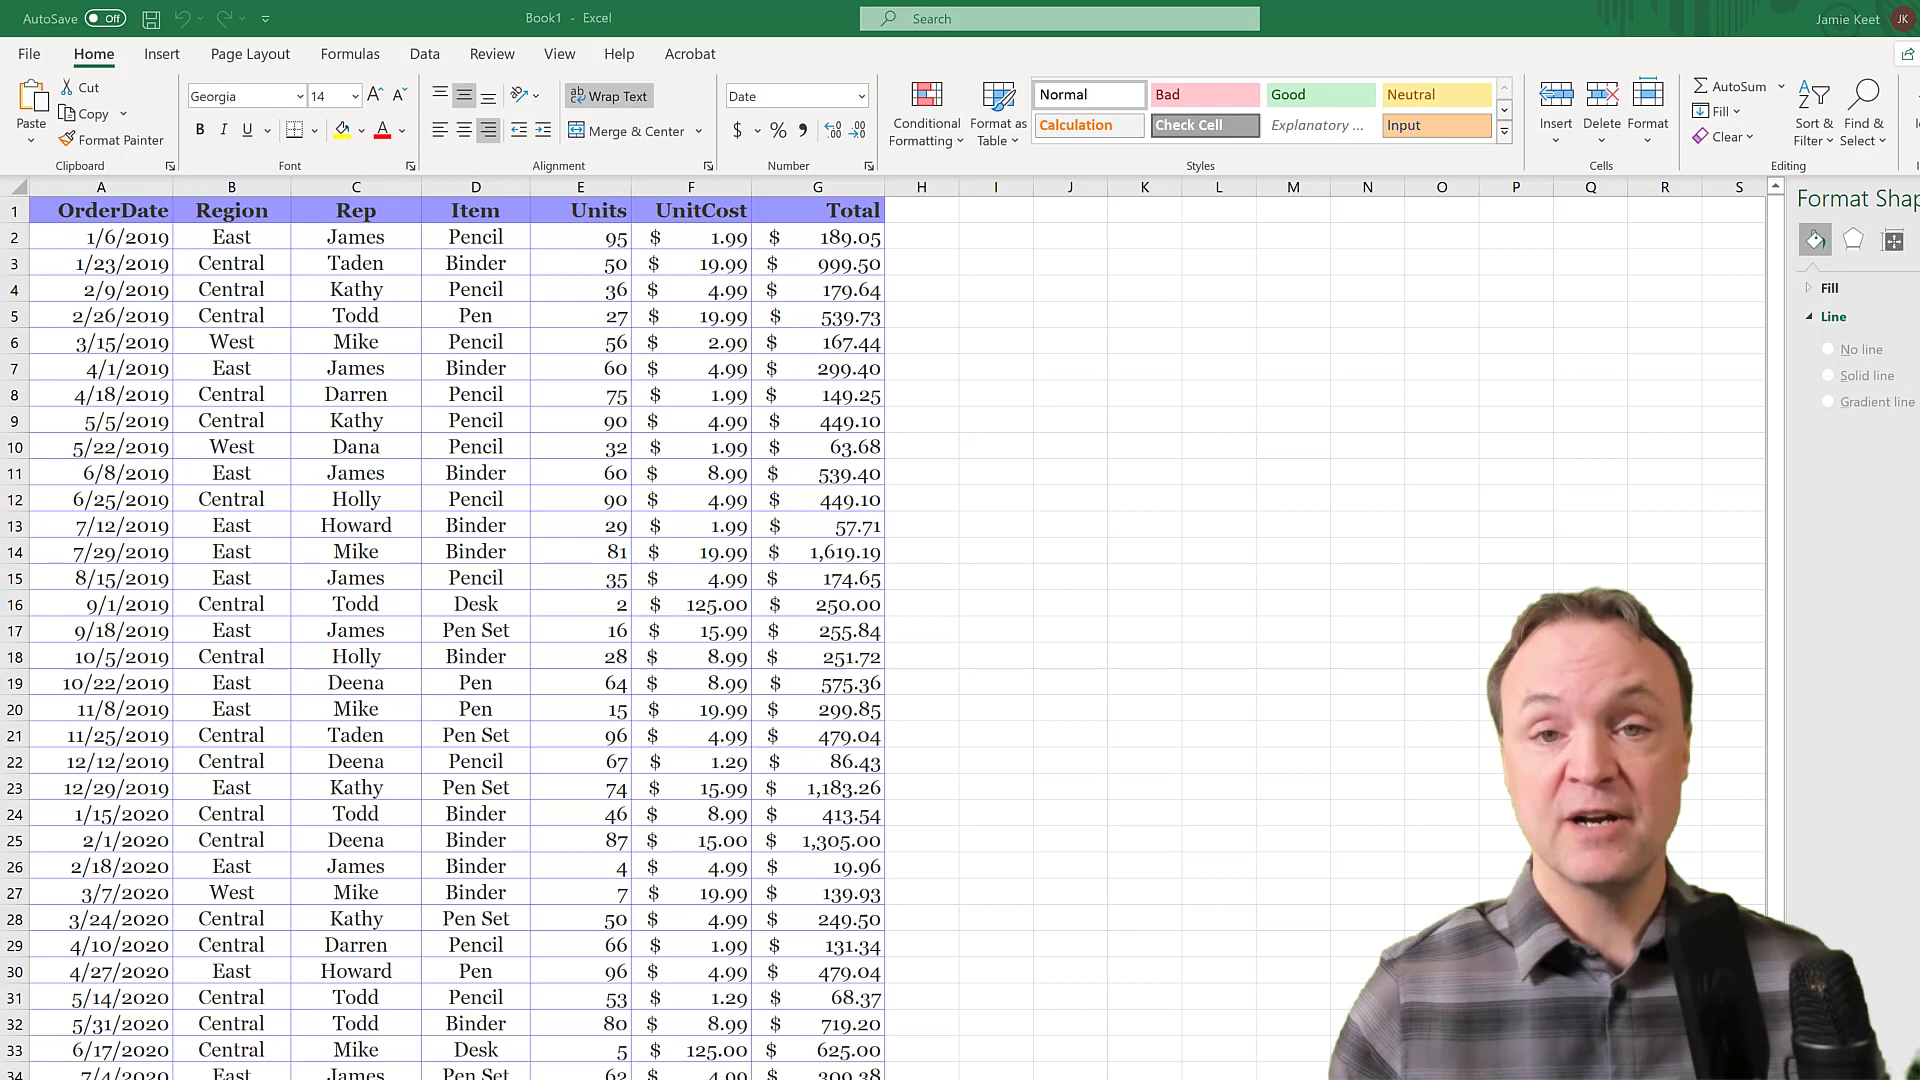 AutoSave Off Book1 - Excel Search Jamie Keet JK
File Home Insert Page Layout Formulas Data Review View Help Acrobat
Paste Cut Copy Format Painter Clipboard
Georgia 14 A A B I U A Font
ab Wrap Text Merge & Center Alignment
Date $ % , Number
Conditional Formatting Format as Table
Normal Bad Good Neutral
Calculation Check Cell Explanatory ... Input
Styles
Insert Delete Format Cells
AutoSum Fill Clear Sort & Filter Find & Select Editing
A B C D E F G H I J K L M N O P Q R S
1 OrderDate Region Rep Item Units UnitCost Total
2 1/6/2019 East James Pencil 95 $ 1.99 $ 189.05
3 1/23/2019 Central Taden Binder 50 $ 19.99 $ 999.50
4 2/9/2019 Central Kathy Pencil 36 $ 4.99 $ 179.64
5 2/26/2019 Central Todd Pen 27 $ 19.99 $ 539.73
6 3/15/2019 West Mike Pencil 56 $ 2.99 $ 167.44
7 4/1/2019 East James Binder 60 $ 4.99 $ 299.40
8 4/18/2019 Central Darren Pencil 75 $ 1.99 $ 149.25
9 5/5/2019 Central Kathy Pencil 90 $ 4.99 $ 449.10
10 5/22/2019 West Dana Pencil 32 $ 1.99 $ 63.68
11 6/8/2019 East James Binder 60 $ 8.99 $ 539.40
12 6/25/2019 Central Holly Pencil 90 $ 4.99 $ 449.10
13 7/12/2019 East Howard Binder 29 $ 1.99 $ 57.71
14 7/29/2019 East Mike Binder 81 $ 19.99 $ 1,619.19
15 8/15/2019 East James Pencil 35 $ 4.99 $ 174.65
16 9/1/2019 Central Todd Desk 2 $ 125.00 $ 250.00
17 9/18/2019 East James Pen Set 16 $ 15.99 $ 255.84
18 10/5/2019 Central Holly Binder 28 $ 8.99 $ 251.72
19 10/22/2019 East Deena Pen 64 $ 8.99 $ 575.36
20 11/8/2019 East Mike Pen 15 $ 19.99 $ 299.85
21 11/25/2019 Central Taden Pen Set 96 $ 4.99 $ 479.04
22 12/12/2019 Central Deena Pencil 67 $ 1.29 $ 86.43
23 12/29/2019 East Kathy Pen Set 74 $ 15.99 $ 1,183.26
24 1/15/2020 Central Todd Binder 46 $ 8.99 $ 413.54
25 2/1/2020 Central Deena Binder 87 $ 15.00 $ 1,305.00
26 2/18/2020 East James Binder 4 $ 4.99 $ 19.96
27 3/7/2020 West Mike Binder 7 $ 19.99 $ 139.93
28 3/24/2020 Central Kathy Pen Set 50 $ 4.99 $ 249.50
29 4/10/2020 Central Darren Pencil 66 $ 1.99 $ 131.34
30 4/27/2020 East Howard Pen 96 $ 4.99 $ 479.04
31 5/14/2020 Central Todd Pencil 53 $ 1.29 $ 68.37
32 5/31/2020 Central Todd Binder 80 $ 8.99 $ 719.20
33 6/17/2020 Central Mike Desk 5 $ 125.00 $ 625.00
34 7/4/2020 East James Pen Set 62 $ 4.99 $ 309.38
Format Shap
Fill
Line
No line
Solid line
Gradient line